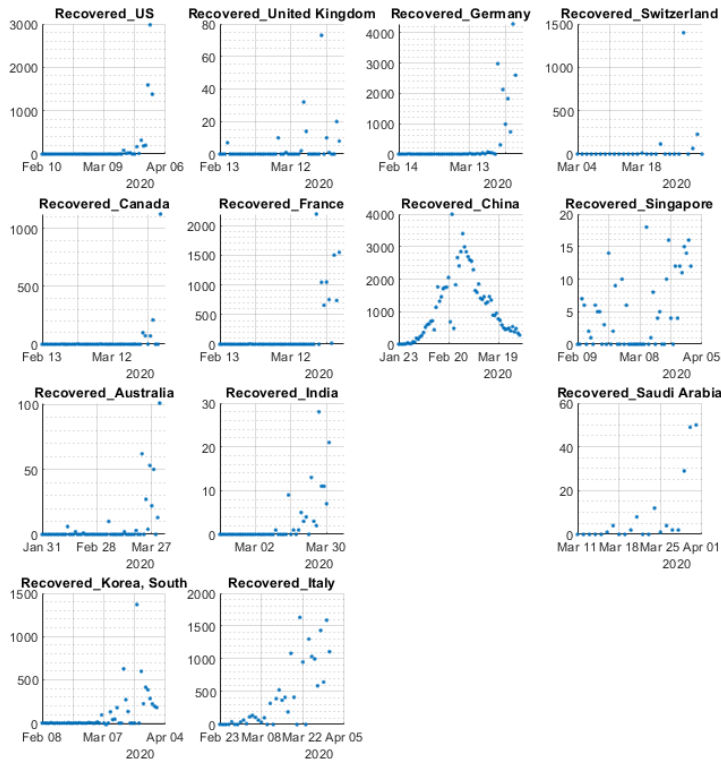 Recovered_US
3000
2000
1000
0
Feb 10 Mar 09 Apr 06
2020
Recovered_United Kingdom
80
60
40
20
0
Feb 13 Mar 12
2020
Recovered_Germany
4000
3000
2000
1000
0
Feb 14 Mar 13
2020
Recovered_Switzerland
1500
1000
500
0
Mar 04 Mar 18
2020
Recovered_Canada
1000
500
0
Feb 13 Mar 12
2020
Recovered_France
2000
1500
1000
500
0
Feb 13 Mar 12
2020
Recovered_China
4000
3000
2000
1000
0
Jan 23 Feb 20 Mar 19
2020
Recovered_Singapore
20
15
10
5
0
Feb 09 Mar 08 Apr 05
2020
Recovered_Australia
100
50
0
Jan 31 Feb 28 Mar 27
2020
Recovered_India
30
20
10
0
Mar 02 Mar 30
2020
Recovered_Saudi Arabia
60
40
20
0
Mar 11 Mar 18 Mar 25 Apr 01
2020
Recovered_Korea, South
1500
1000
500
0
Feb 08 Mar 07 Apr 04
2020
Recovered_Italy
2000
1500
1000
500
0
Feb 23 Mar 08 Mar 22 Apr 05
2020